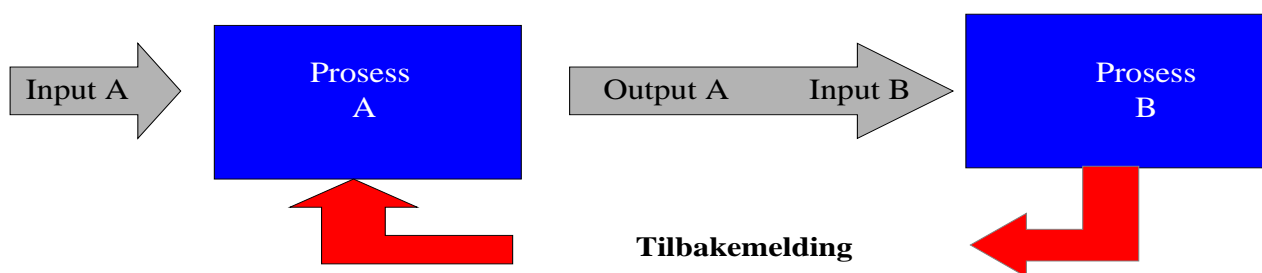 Input A
Prosess
A
Output A
Input B
Prosess
B
Tilbakemelding